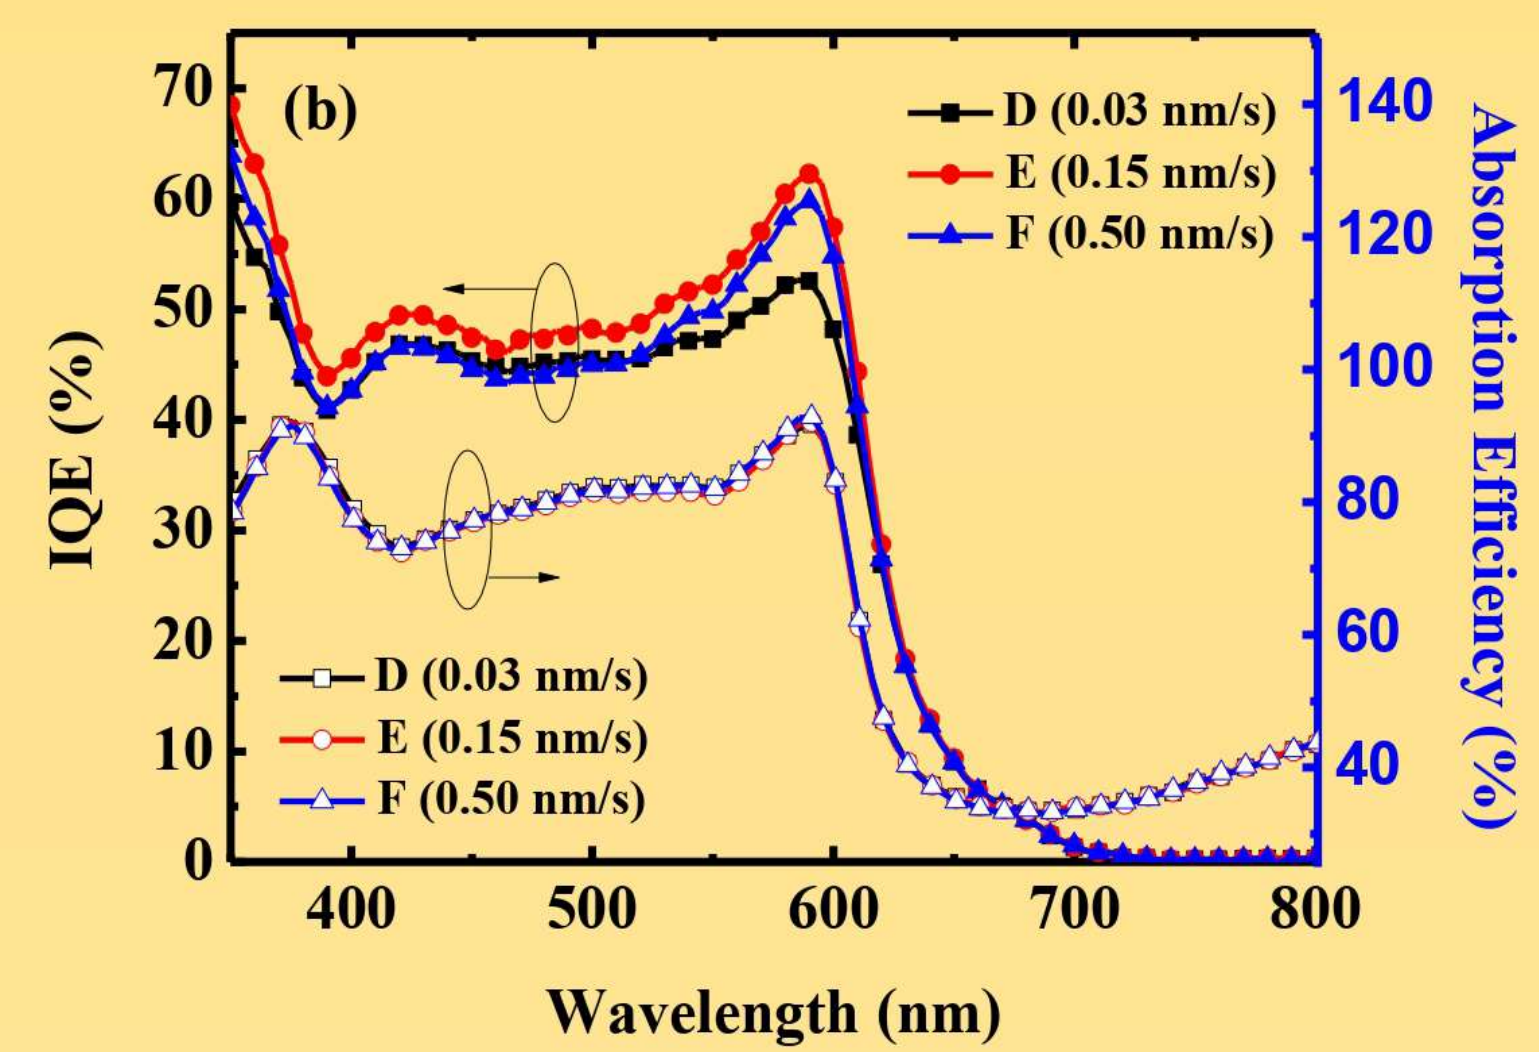 (b)
D (0.03 nm/s)
E (0.15 nm/s)
F (0.50 nm/s)
D (0.03 nm/s)
E (0.15 nm/s)
F (0.50 nm/s)
70
60
50
40
30
20
10
0
IQE (%)
140
120
100
80
60
40
Absorption Efficiency (%)
400 500 600 700 800
Wavelength (nm)